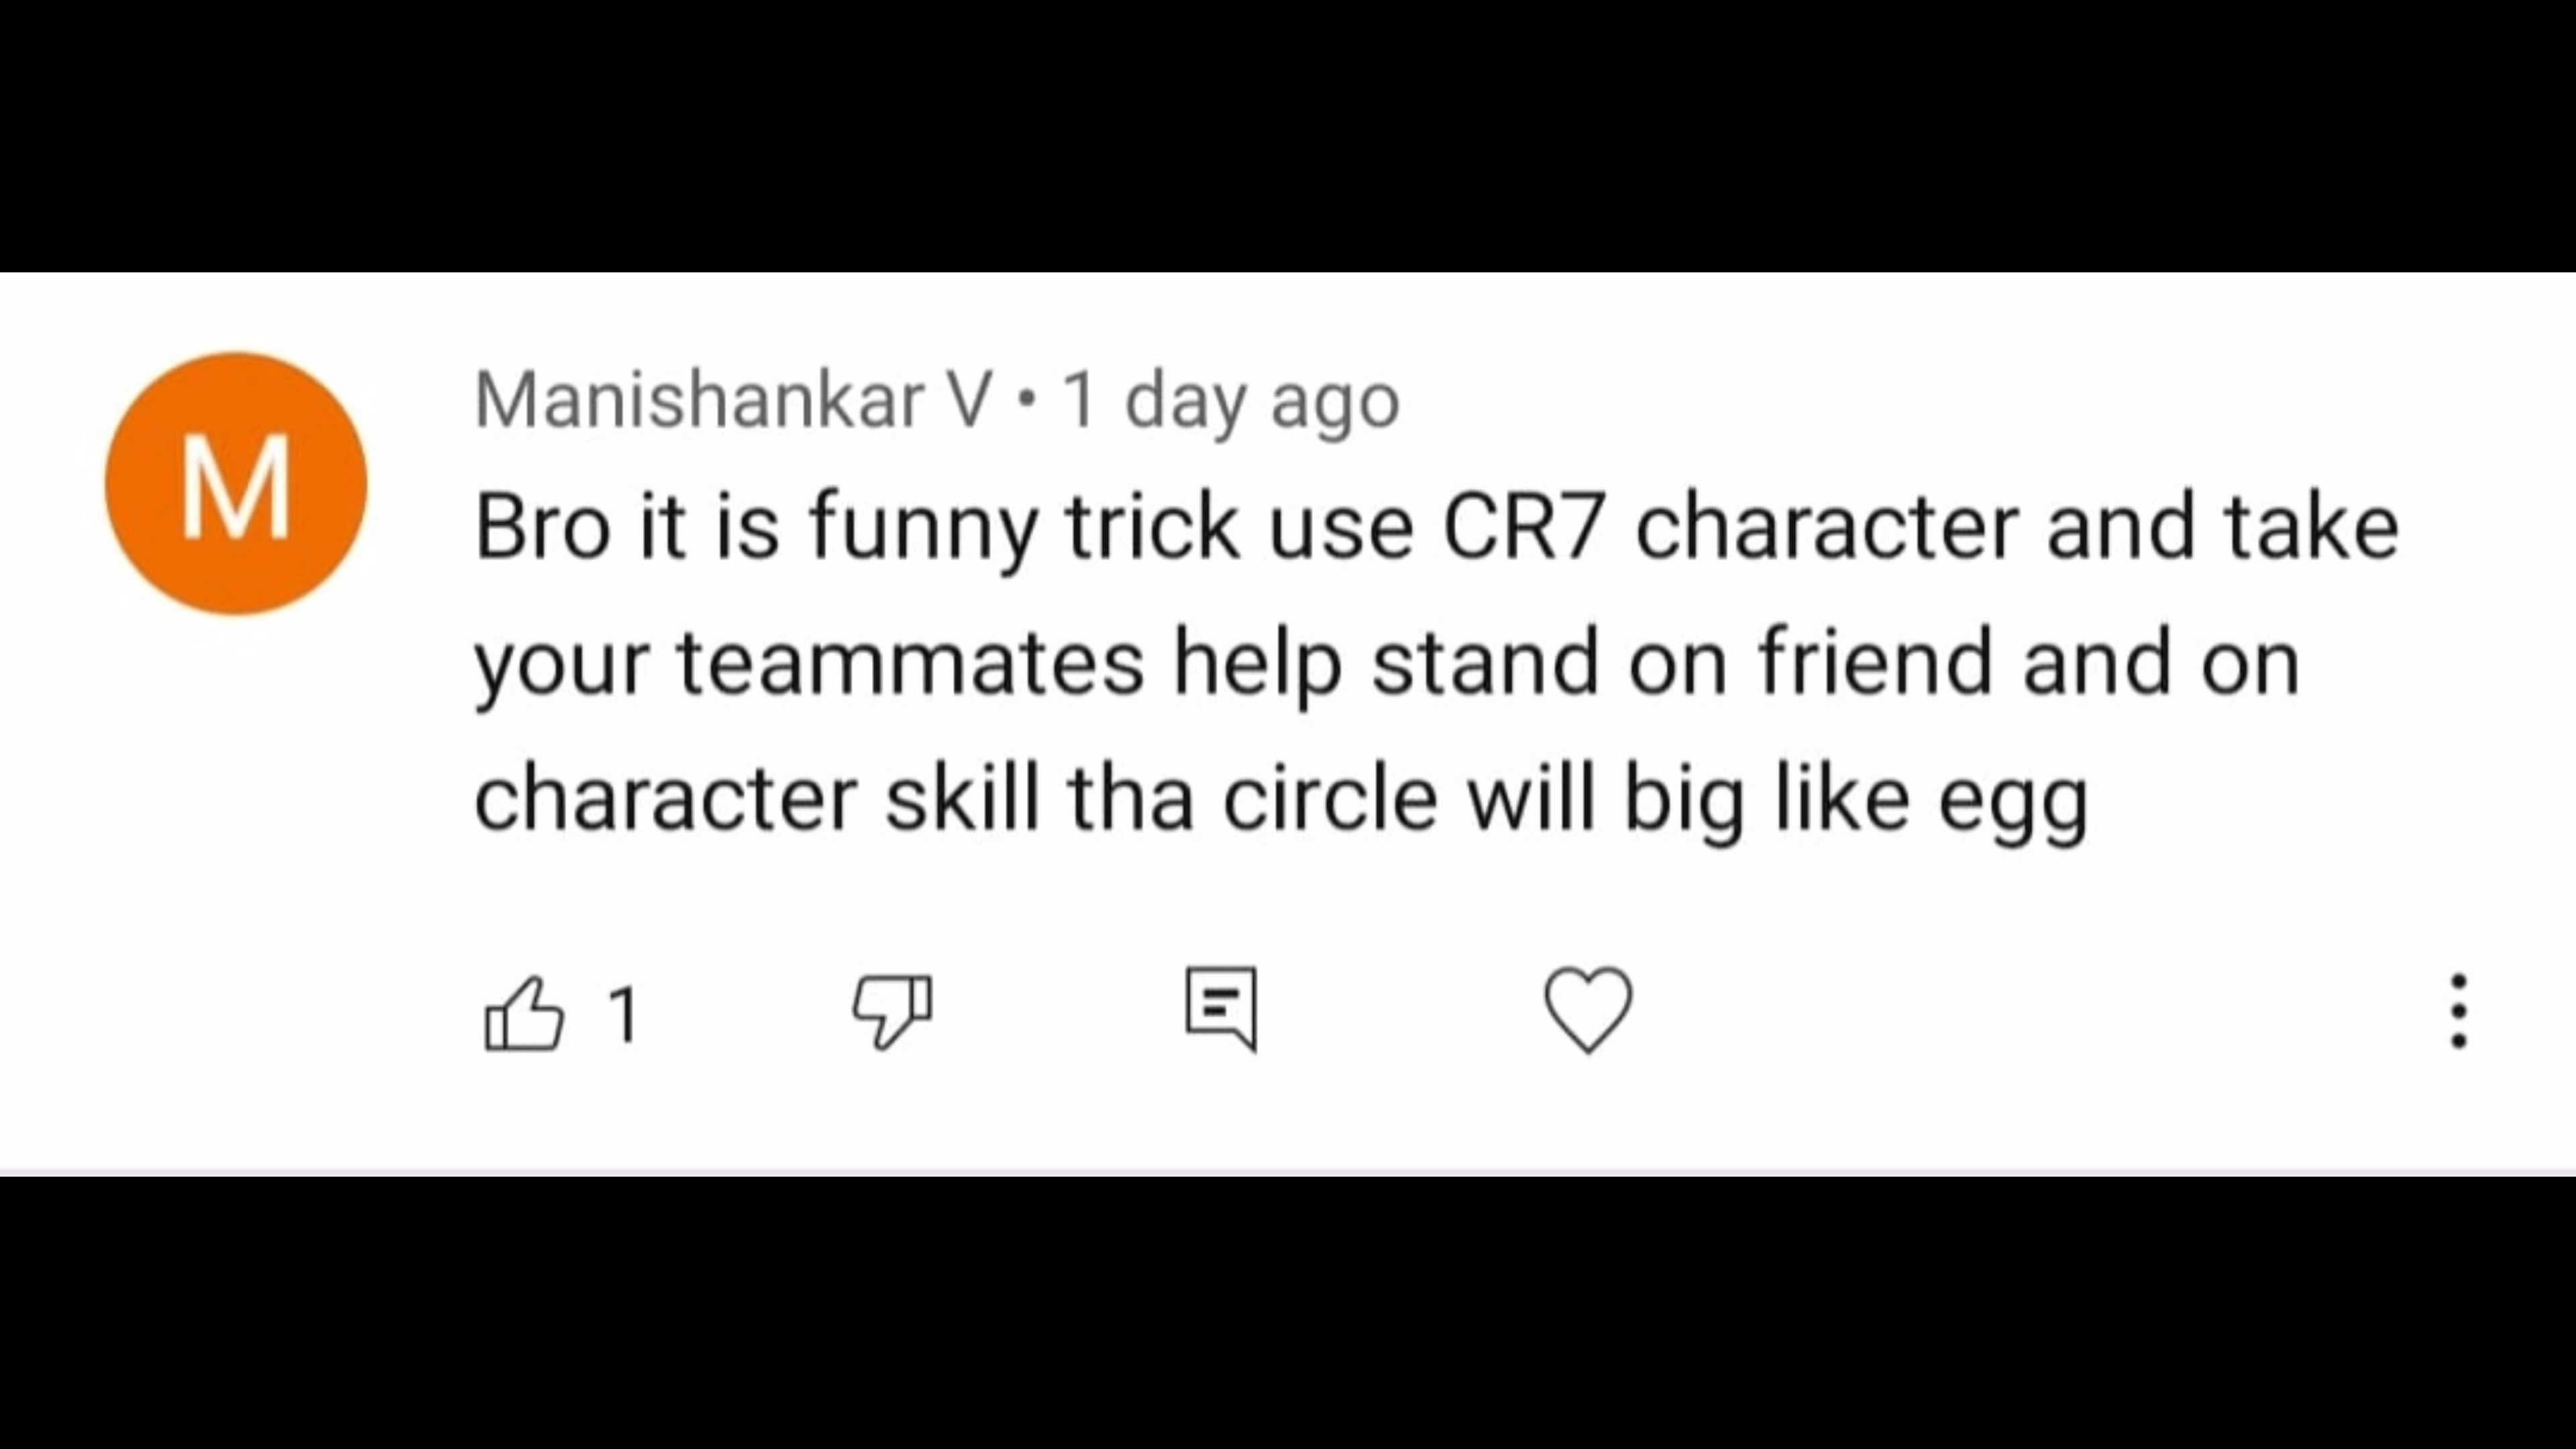 M
Manishankar V • 1 day ago
Bro it is funny trick use CR7 character and take
your teammates help stand on friend and on
character skill tha circle will big like egg
1